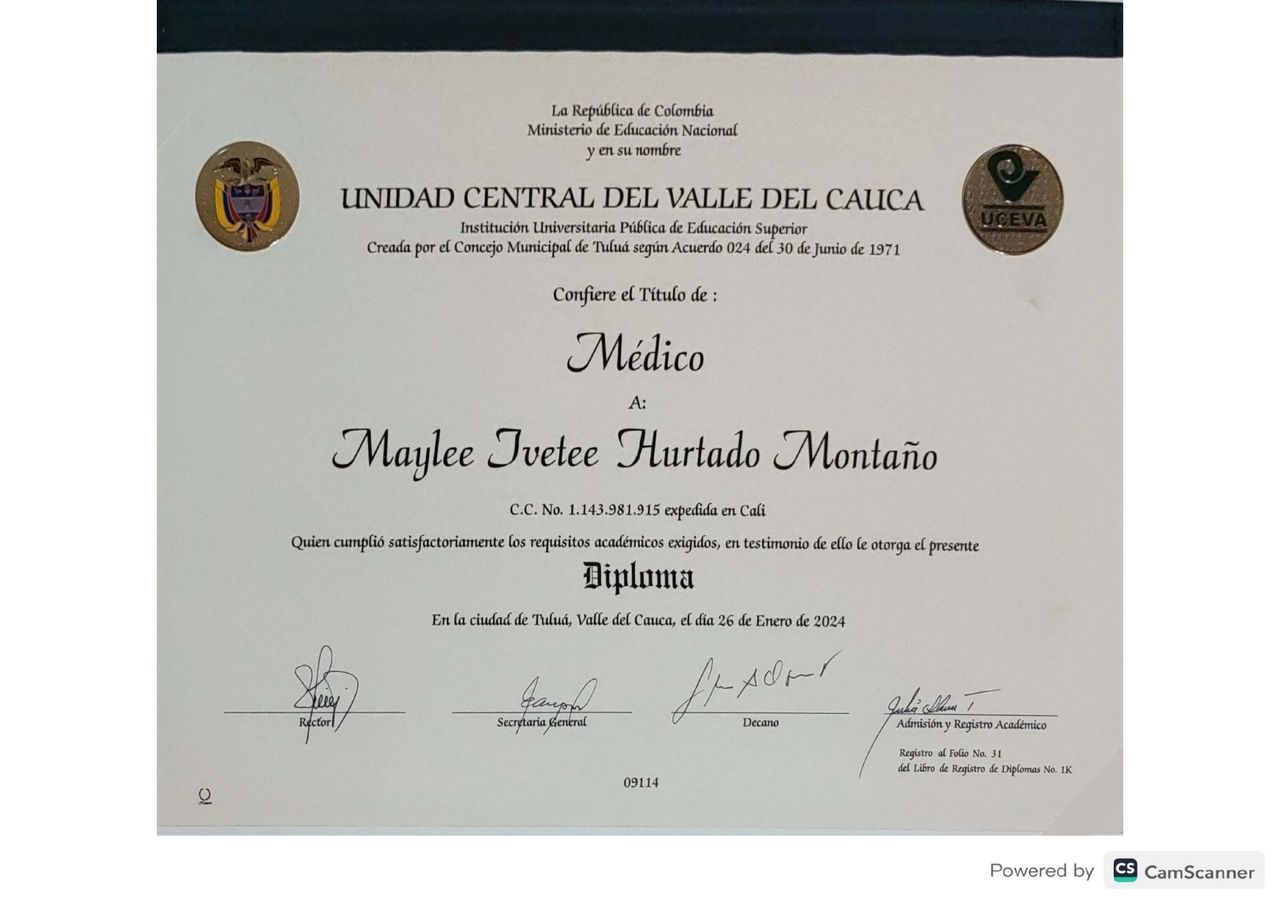 La República de Colombia
Ministerio de Educación Nacional
y en su nombre
UNIDAD CENTRAL DEL VALLE DEL CAUCA
UCEVA
Institución Universitaria Pública de Educación Superior
Creada por el Concejo Municipal de Tuluá según Acuerdo 024 del 30 de Junio de 1971
Confiere el Título de :
Médico
A:
Maylee Ivetee Hurtado Montaño
C.C. No. 1.143.981.915 expedida en Cali
Quien cumplió satisfactoriamente los requisitos académicos exigidos, en testimonio de ello le otorga el presente
Diploma
En la ciudad de Tuluá, Valle del Cauca, el día 26 de Enero de 2024
Rector
Secretaria General
Decano
Admisión y Registro Académico
Registro al Folio No. 31
del Libro de Registro de Diplomas No. 1K
09114
Powered by CS CamScanner